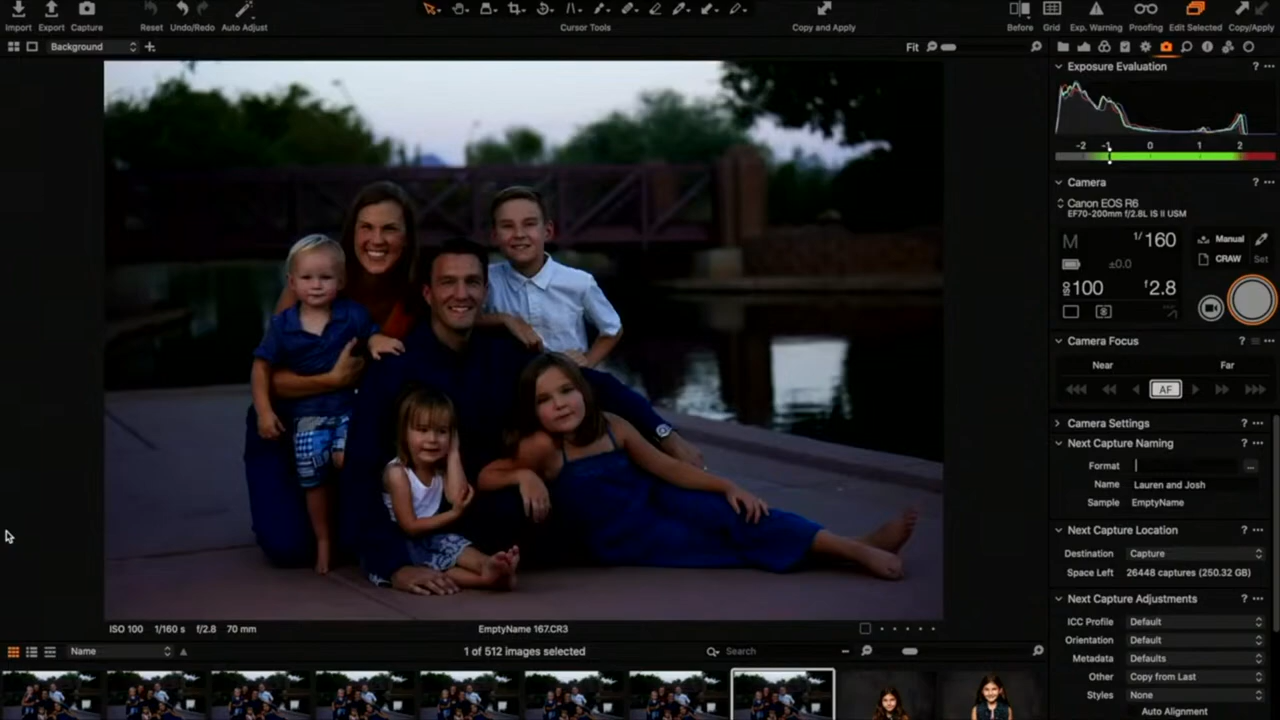 Import Export Capture Reset Undo/Redo Auto Adjust Cursor Tools Copy and Apply Before Grid Exp. Warning Proofing Edit Selected Copy/Apply
Background Fit
Exposure Evaluation ? ...
-2 -1 0 1 2
Camera ? ...
Canon EOS R6
EF70-200mm f/2.8L IS II USM
M 1/160 Manual
±0.0 CRAW Set
ISO 100 f2.8
Camera Focus ? ...
Near Far
AF
Camera Settings ? ...
Next Capture Naming ? ...
Format ...
Name Lauren and Josh
Sample EmptyName
Next Capture Location ? ...
Destination Capture
Space Left 26448 captures (250.32 GB)
Next Capture Adjustments ? ...
ICC Profile Default
Orientation Default
Metadata Defaults
Other Copy from Last
Styles None
Auto Alignment
ISO 100 1/160 s f/2.8 70 mm EmptyName 167.CR3
Name 1 of 512 images selected Search